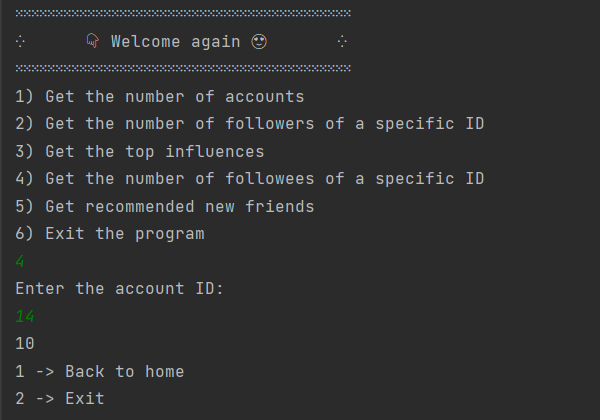 Welcome again
1) Get the number of accounts
2) Get the number of followers of a specific ID
3) Get the top influences
4) Get the number of followees of a specific ID
5) Get recommended new friends
6) Exit the program
4
Enter the account ID:
14
10
1 -> Back to home
2 -> Exit